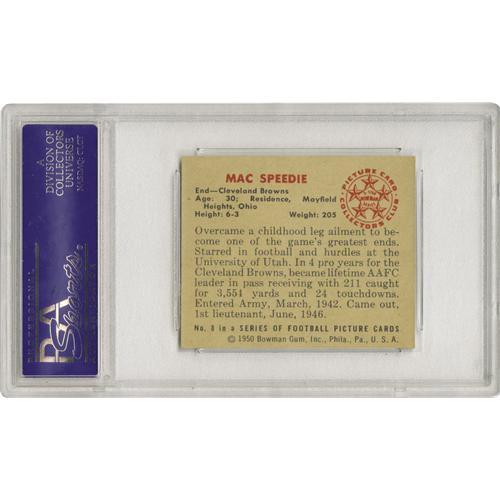 MAC SPEEDIE
End—Cleveland Browns
Age: 30; Residence, Mayfield
Heights, Ohio
Height: 6-3 Weight: 205
Overcame a childhood leg ailment to be-
come one of the game's greatest ends.
Starred in football and hurdles at the
University of Utah. In 4 pro years for the
Cleveland Browns, became lifetime AAFC
leader in pass receiving with 211 caught
for 3,554 yards and 24 touchdowns.
Entered Army, March, 1942. Came out,
1st lieutenant, June, 1946.
No. 8 in a SERIES OF FOOTBALL PICTURE CARDS
©1950 Bowman Gum, Inc., Phila., Pa., U. S. A.
PICTURE CARD
COLLECTORS CLUB
A
DIVISION OF
COLLECTORS
UNIVERSE
NASDAQ: CLCT
PSA
Sports